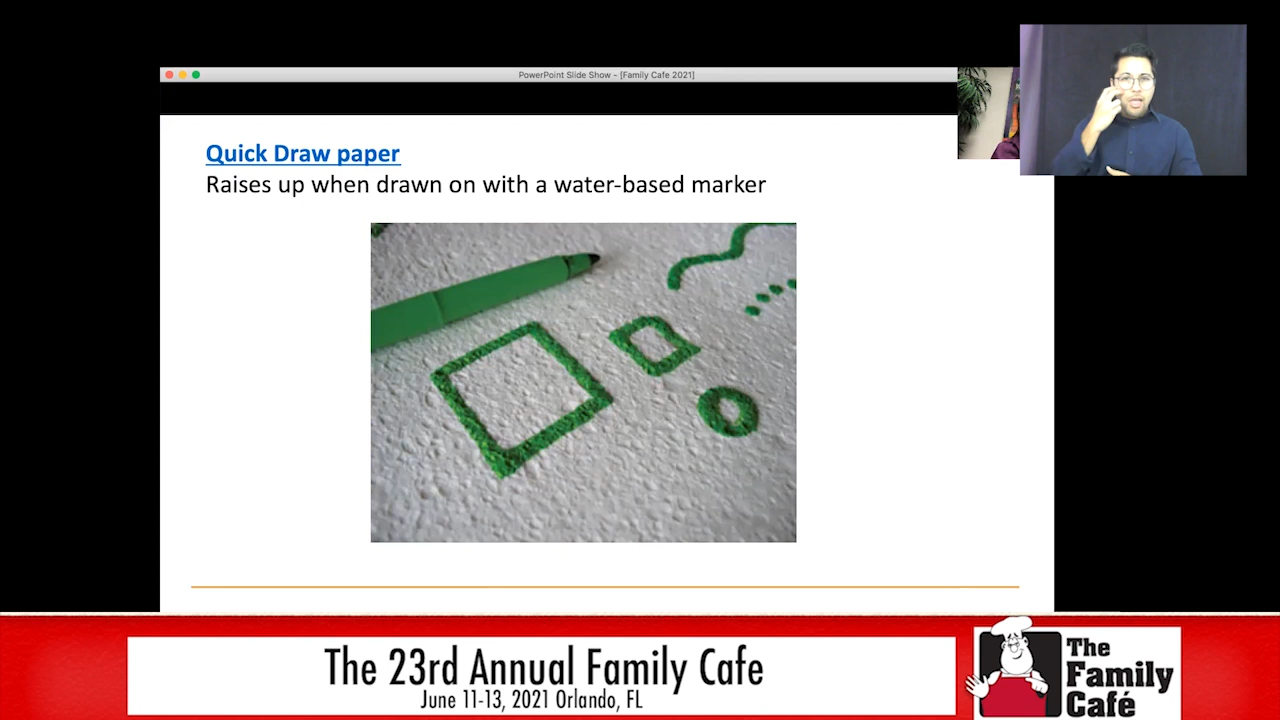 PowerPoint Slide Show - [Family Cafe 2021]
Quick Draw paper
Raises up when drawn on with a water-based marker
The 23rd Annual Family Cafe
June 11-13, 2021 Orlando, FL
The
Family
Café